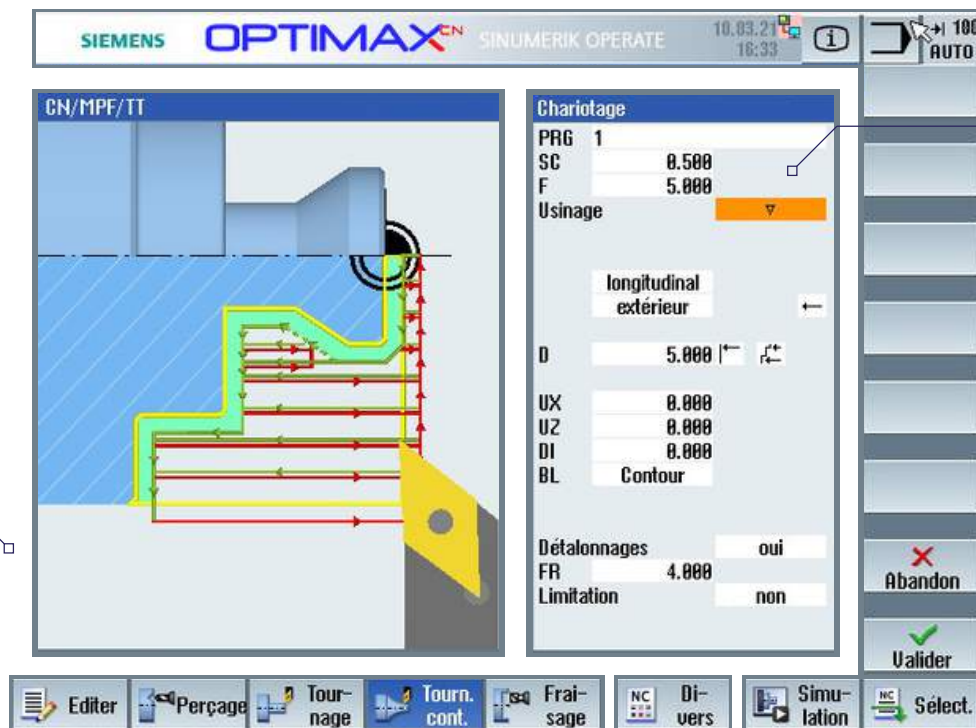 SIEMENS
OPTIMAX CN
SINUMERIK OPERATE
10.03.21
16:33
AUTO
CN/MPF/TT
Chariotage
PRG 1
SC 0.500
F 5.000
Usinage ▽
longitudinal
extérieur ←
D 5.000
UX 0.000
UZ 0.000
DI 0.000
BL Contour
Détalonnages oui
FR 4.000
Limitation non
Abandon
Valider
Editer
Perçage
Tour-
nage
Tourn.
cont.
Frai-
sage
NC
Di-
vers
Simu-
lation
NC
Sélect.